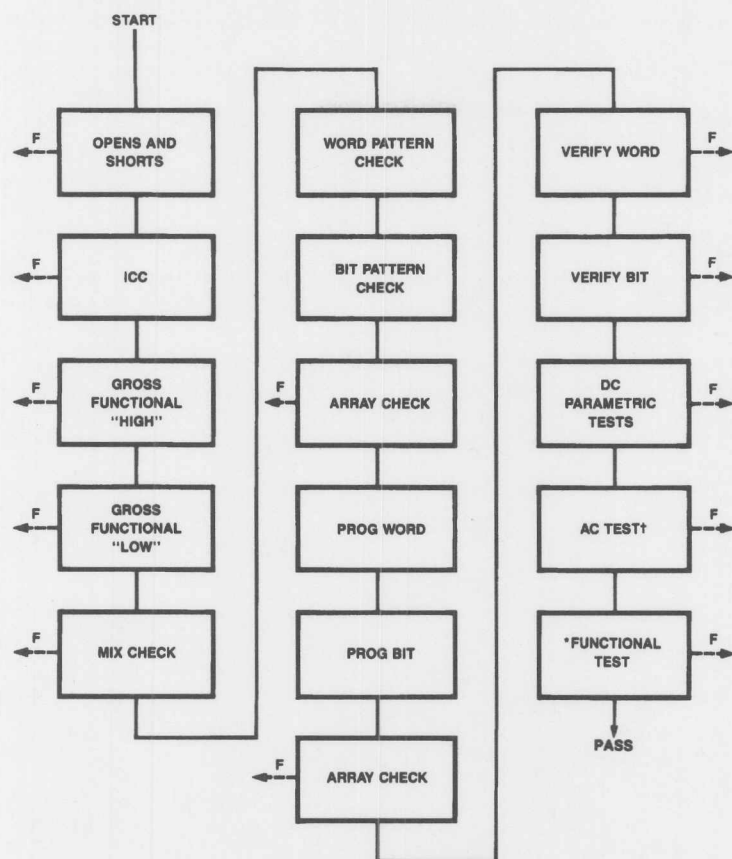 START
F
OPENS AND
SHORTS
F
ICC
F
GROSS
FUNCTIONAL
"HIGH"
F
GROSS
FUNCTIONAL
"LOW"
F
MIX CHECK
WORD PATTERN
CHECK
BIT PATTERN
CHECK
F
ARRAY CHECK
PROG WORD
PROG BIT
F
ARRAY CHECK
VERIFY WORD
F
VERIFY BIT
F
DC
PARAMETRIC
TESTS
F
AC TEST†
F
*FUNCTIONAL
TEST
F
PASS